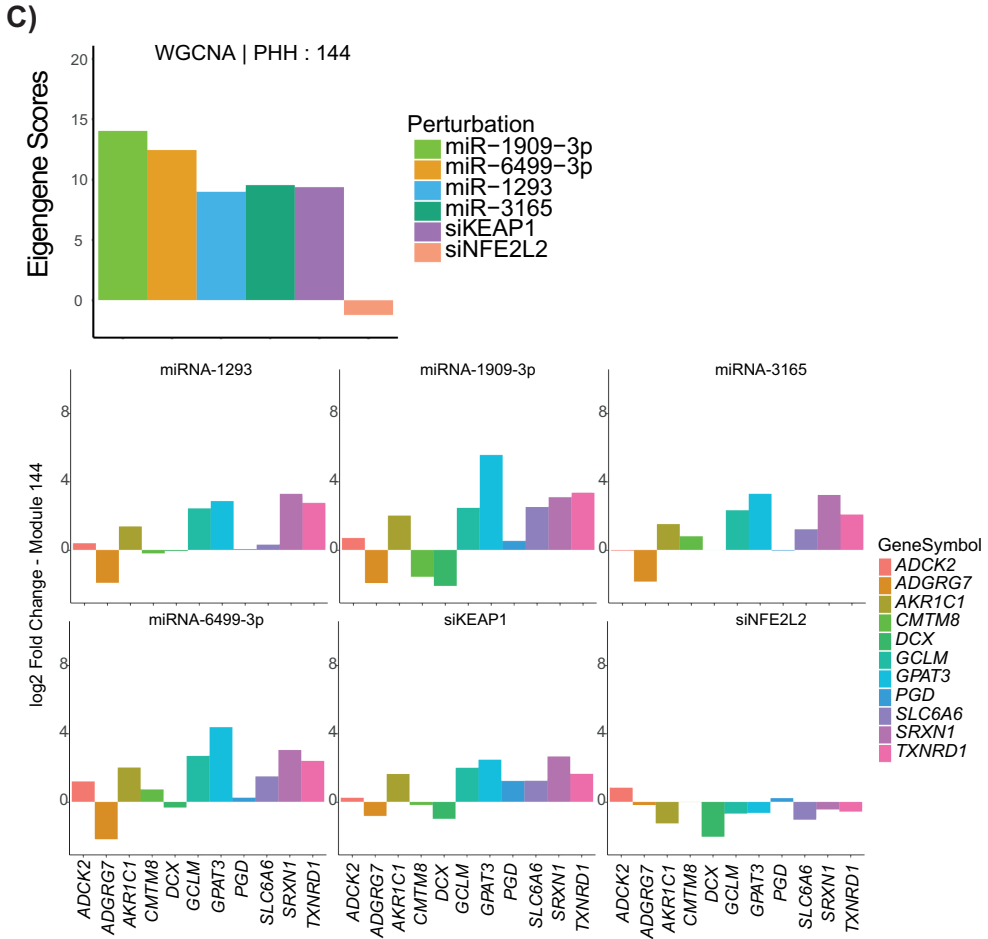 C)
WGCNA | PHH : 144
Eigengene Scores
20
15
10
5
0
Perturbation
miR−1909−3p
miR−6499−3p
miR−1293
miR−3165
siKEAP1
siNFE2L2
log2 Fold Change - Module 144
miRNA-1293
miRNA-1909-3p
miRNA-3165
8
4
0
8
4
0
8
4
0
miRNA-6499-3p
siKEAP1
siNFE2L2
8
4
0
8
4
0
8
4
0
ADCK2
ADGRG7
AKR1C1
CMTM8
DCX
GCLM
GPAT3
PGD
SLC6A6
SRXN1
TXNRD1
ADCK2
ADGRG7
AKR1C1
CMTM8
DCX
GCLM
GPAT3
PGD
SLC6A6
SRXN1
TXNRD1
ADCK2
ADGRG7
AKR1C1
CMTM8
DCX
GCLM
GPAT3
PGD
SLC6A6
SRXN1
TXNRD1
GeneSymbol
ADCK2
ADGRG7
AKR1C1
CMTM8
DCX
GCLM
GPAT3
PGD
SLC6A6
SRXN1
TXNRD1